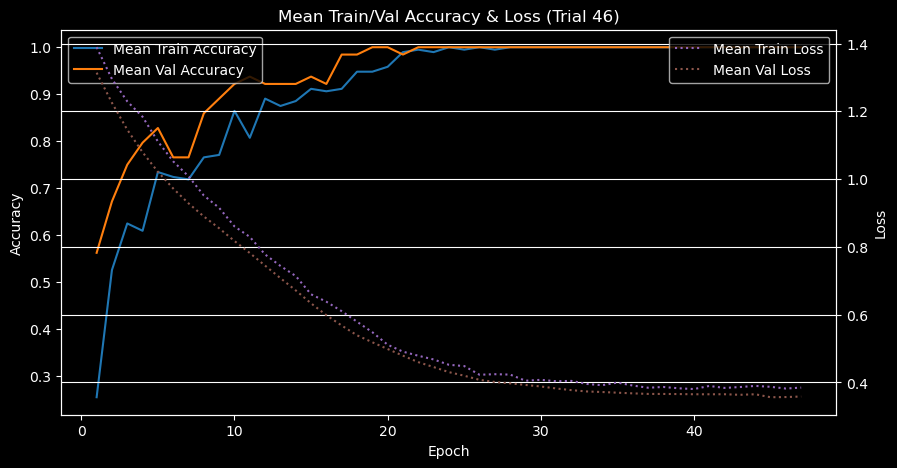 Mean Train/Val Accuracy & Loss (Trial 46)
Mean Train Accuracy
Mean Val Accuracy
Mean Train Loss
Mean Val Loss
1.0
0.9
0.8
0.7
0.6
0.5
0.4
0.3
Accuracy
1.4
1.2
1.0
0.8
0.6
0.4
Loss
0 10 20 30 40
Epoch